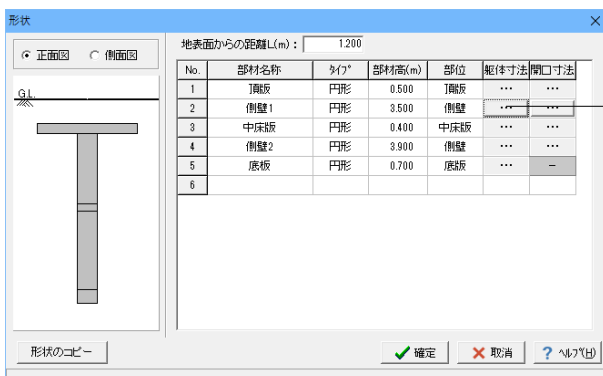 形状
正面図 側面図
地表面からの距離L(m)： 1.200
G.L.
No. 部材名称 ﾀｲﾌﾟ 部材高(m) 部位 躯体寸法 開口寸法
1 頂版 円形 0.500 頂版 … …
2 側壁1 円形 3.500 側壁 … …
3 中床版 円形 0.400 中床版 … …
4 側壁2 円形 3.900 側壁 … …
5 底板 円形 0.700 底版 … −
6
形状のコピー 確定 取消 ? ﾍﾙﾌﾟ(H)